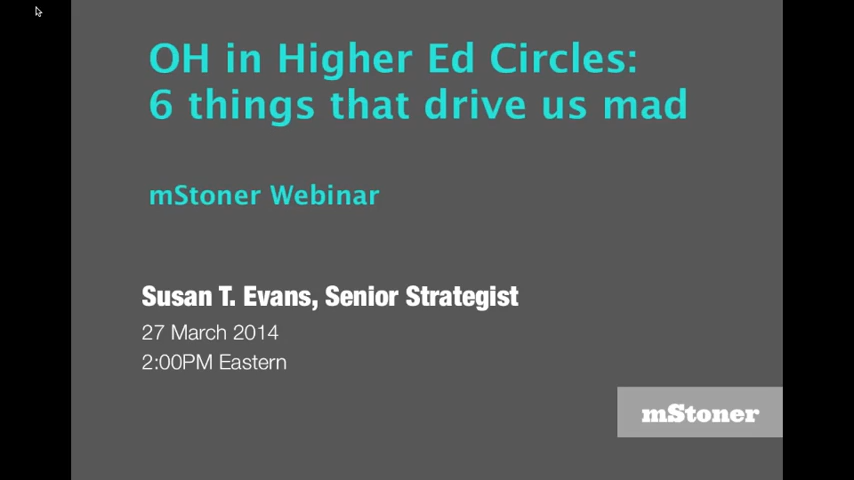 OH in Higher Ed Circles:
6 things that drive us mad
mStoner Webinar
Susan T. Evans, Senior Strategist
27 March 2014
2:00PM Eastern
mStoner